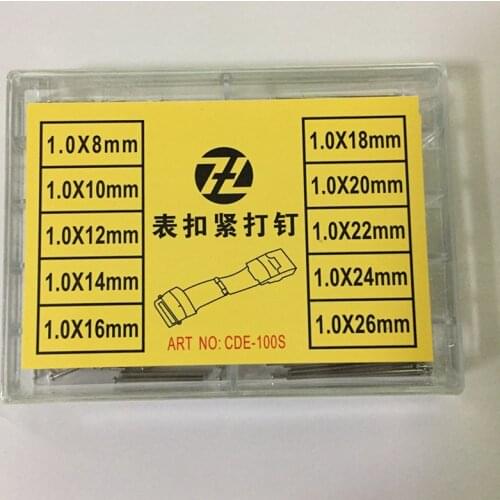 1.0X8mm
1.0X10mm
1.0X12mm
1.0X14mm
1.0X16mm
表扣紧打钉
ART NO: CDE-100S
1.0X18mm
1.0X20mm
1.0X22mm
1.0X24mm
1.0X26mm